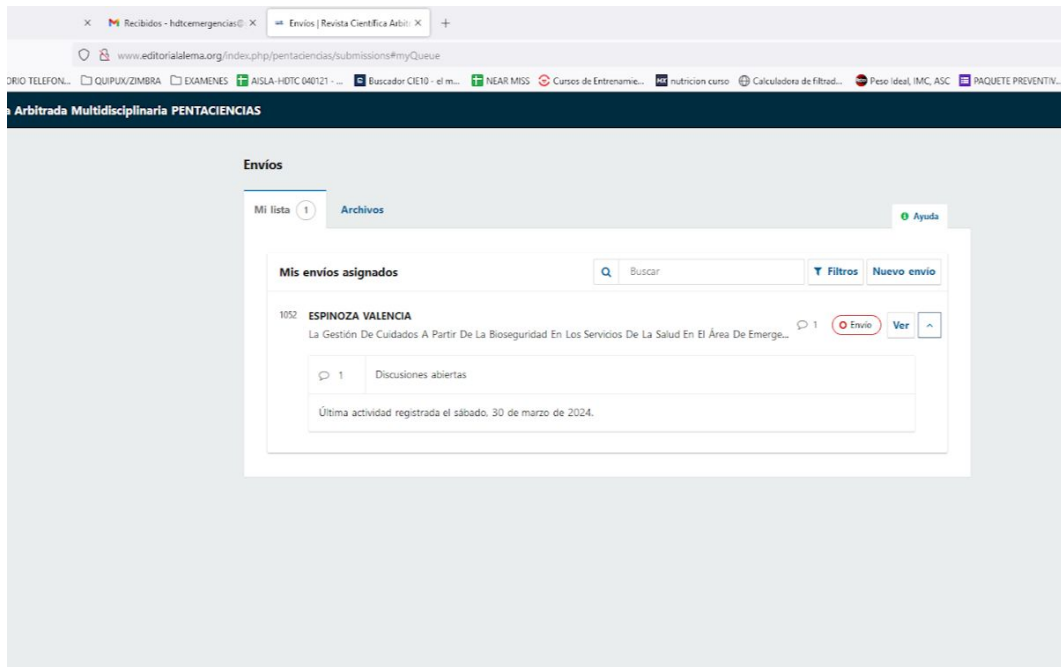 Recibidos - hdtcemergencias@
Envíos | Revista Científica Arbit
www.editorialalema.org/index.php/pentaciencias/submissions#myQueue
ORIO TELEFON... QUIPUX/ZIMBRA EXAMENES AISLA-HDTC 040121 - ... Buscador CIE10 - el m... NEAR MISS Cursos de Entrenamie... nutricion curso Calculadora de filtrad... Peso Ideal, IMC, ASC PAQUETE PREVENTIV...
a Arbitrada Multidisciplinaria PENTACIENCIAS
Envíos
Mi lista 1 Archivos
Ayuda
Mis envíos asignados Buscar Filtros Nuevo envío
1052 ESPINOZA VALENCIA
La Gestión De Cuidados A Partir De La Bioseguridad En Los Servicios De La Salud En El Área De Emerge... 1 Envío Ver
1 Discusiones abiertas
Última actividad registrada el sábado, 30 de marzo de 2024.